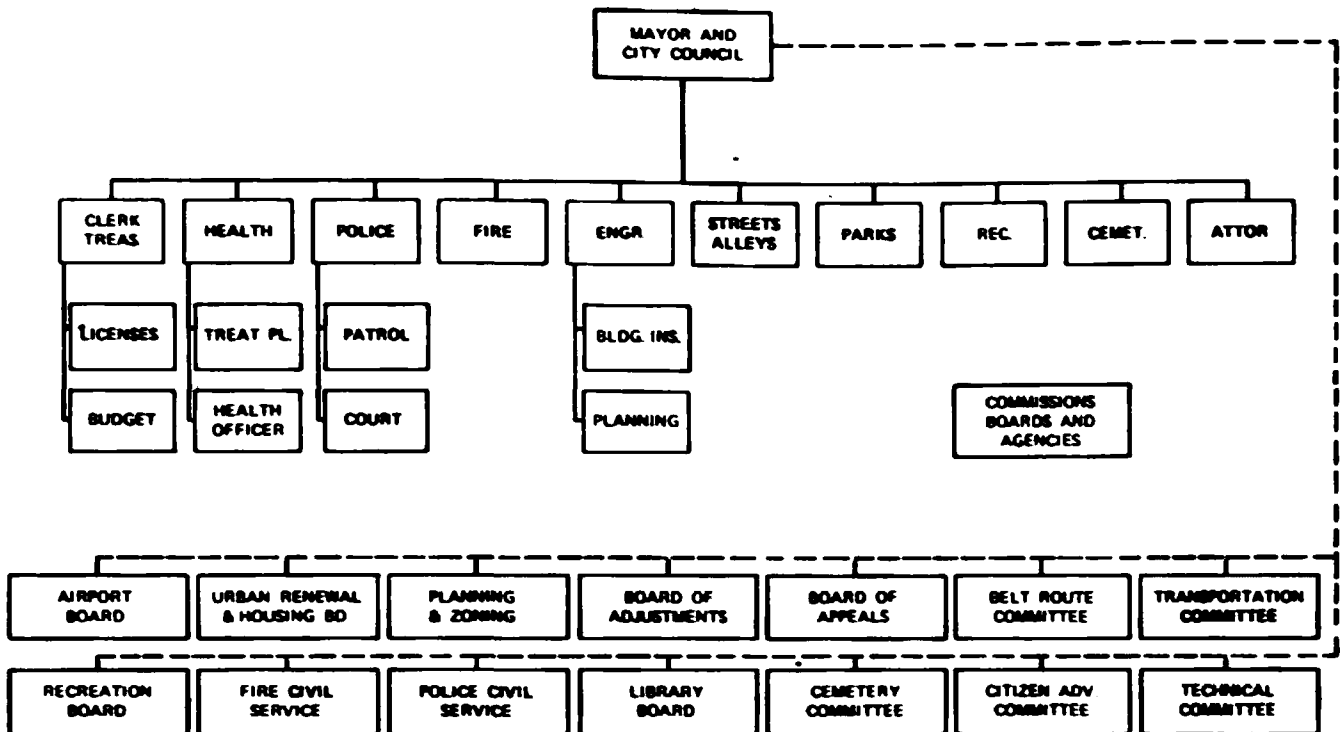 MAYOR AND
CITY COUNCIL
CLERK
TREAS.
HEALTH
POLICE
FIRE
ENGR
STREETS
ALLEYS
PARKS
REC.
CEMET.
ATTOR
LICENSES
TREAT PL.
PATROL
BLDG. INS.
BUDGET
HEALTH
OFFICER
COURT
PLANNING
COMMISSIONS
BOARDS AND
AGENCIES
AIRPORT
BOARD
URBAN RENEWAL
& HOUSING BD
PLANNING
& ZONING
BOARD OF
ADJUSTMENTS
BOARD OF
APPEALS
BELT ROUTE
COMMITTEE
TRANSPORTATION
COMMITTEE
RECREATION
BOARD
FIRE CIVIL
SERVICE
POLICE CIVIL
SERVICE
LIBRARY
BOARD
CEMETERY
COMMITTEE
CITIZEN ADV.
COMMITTEE
TECHNICAL
COMMITTEE